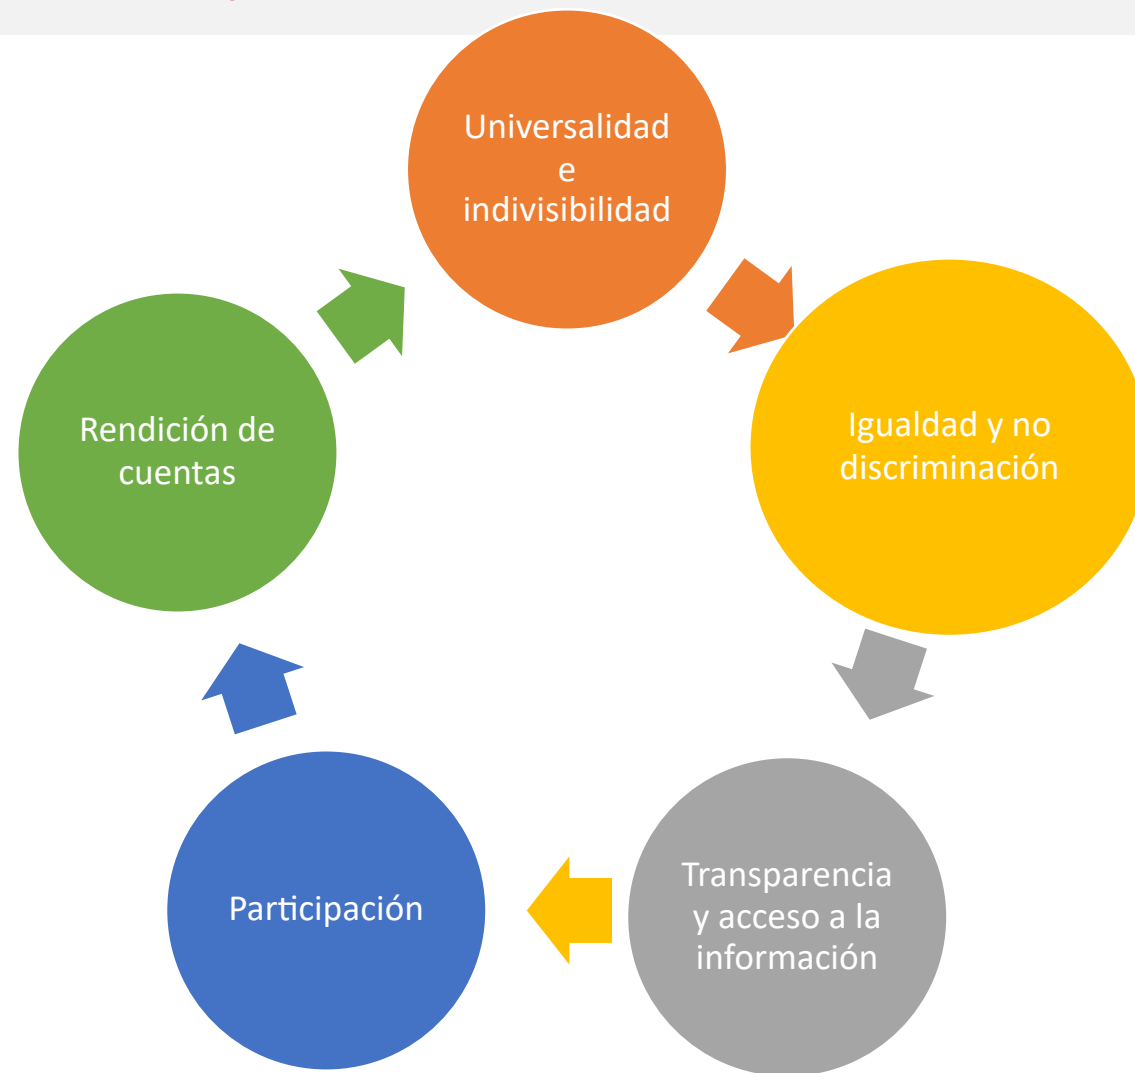 Universalidad
e
indivisibilidad
Igualdad y no
discriminación
Transparencia
y acceso a la
información
Participación
Rendición de
cuentas